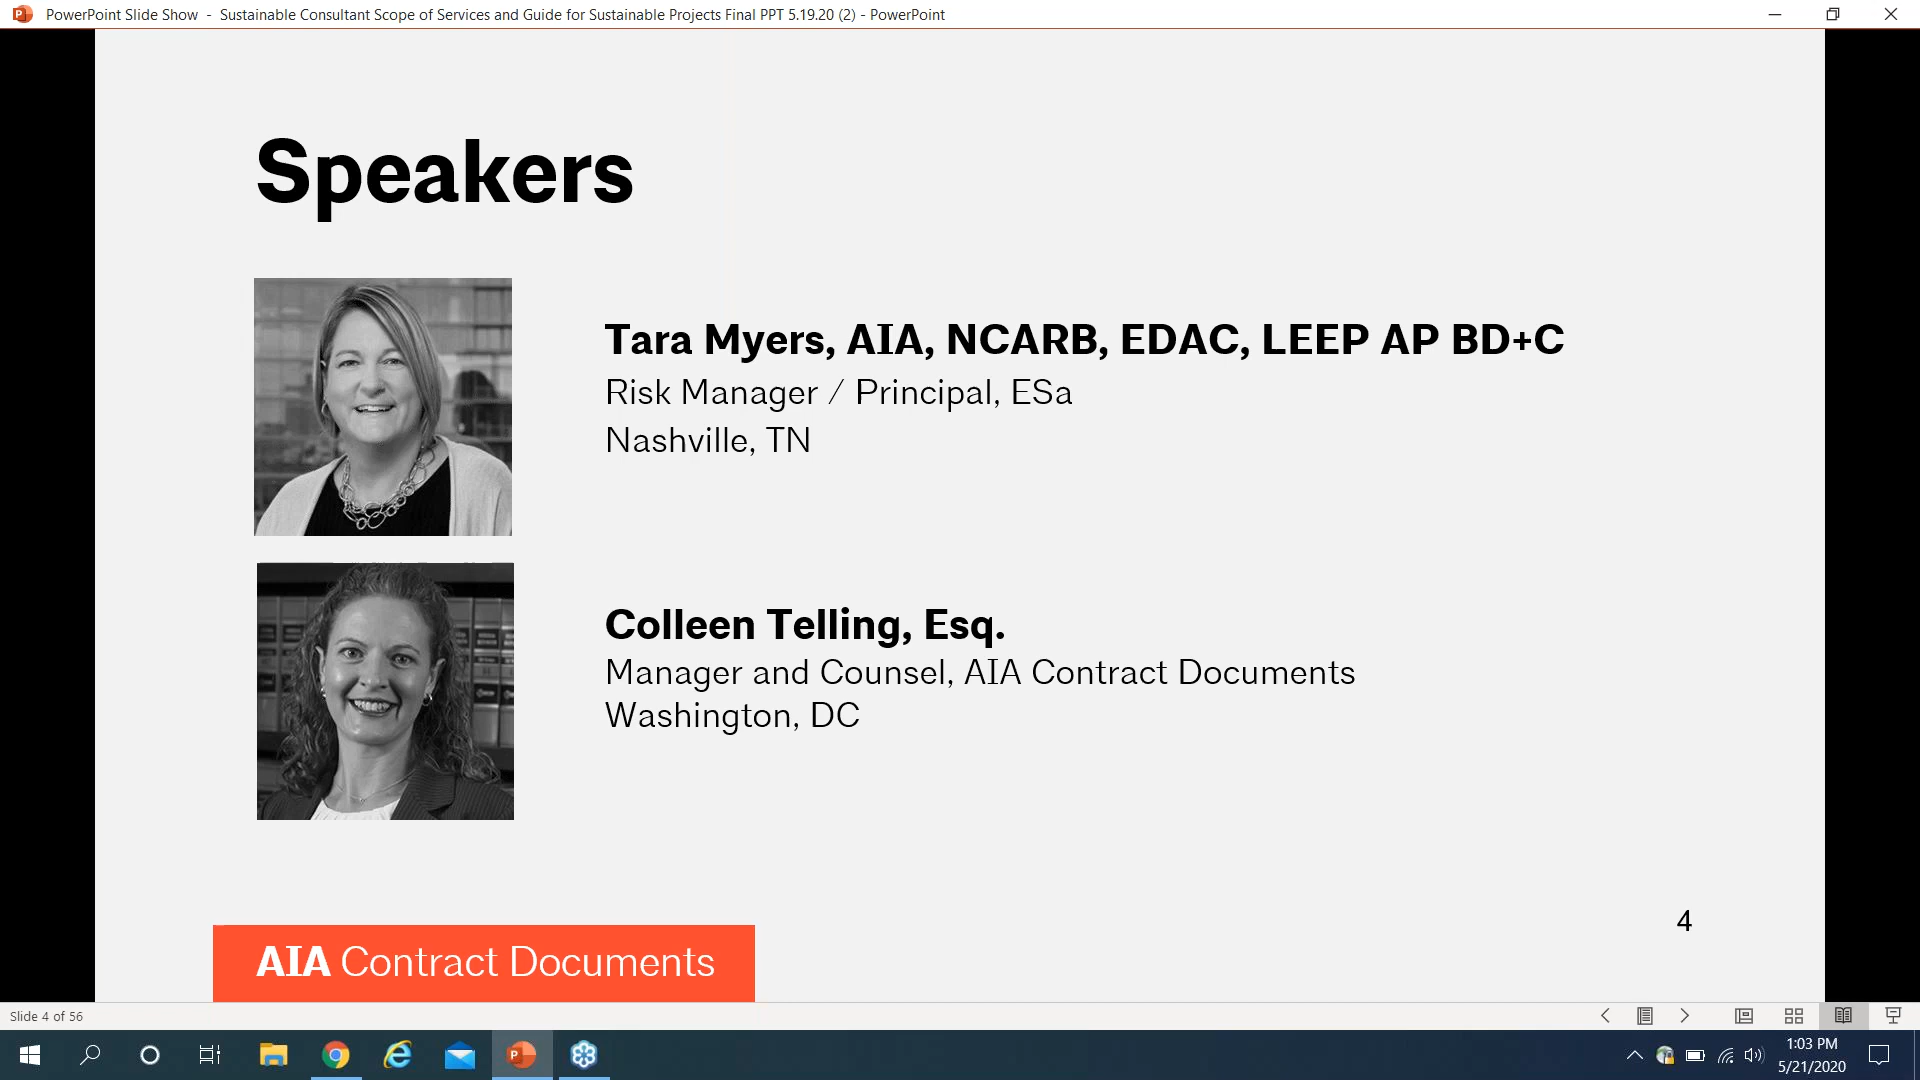 PowerPoint Slide Show - Sustainable Consultant Scope of Services and Guide for Sustainable Projects Final PPT 5.19.20 (2) - PowerPoint
Speakers
Tara Myers, AIA, NCARB, EDAC, LEEP AP BD+C
Risk Manager / Principal, ESa
Nashville, TN
Colleen Telling, Esq.
Manager and Counsel, AIA Contract Documents
Washington, DC
4
AIA Contract Documents
Slide 4 of 56
1:03 PM
5/21/2020